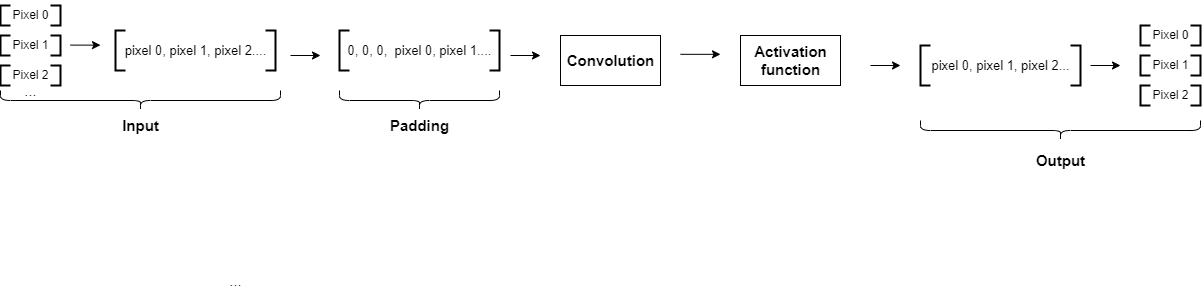 Pixel 0
Pixel 1
Pixel 2
...
pixel 0, pixel 1, pixel 2....
Input
0, 0, 0, pixel 0, pixel 1....
Padding
Convolution
Activation
function
pixel 0, pixel 1, pixel 2...
Pixel 0
Pixel 1
Pixel 2
Output
...